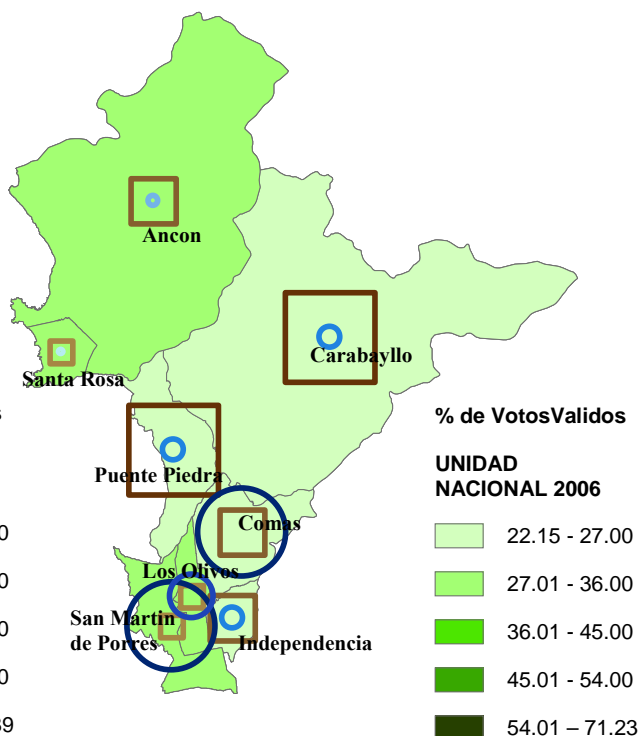 Ancon
Carabayllo
Santa Rosa
Puente Piedra
Comas
Los Olivos
San Martin
de Porres
Independencia
% de VotosValidos
UNIDAD
NACIONAL 2006
22.15 - 27.00
27.01 - 36.00
36.01 - 45.00
45.01 - 54.00
54.01 – 71.23